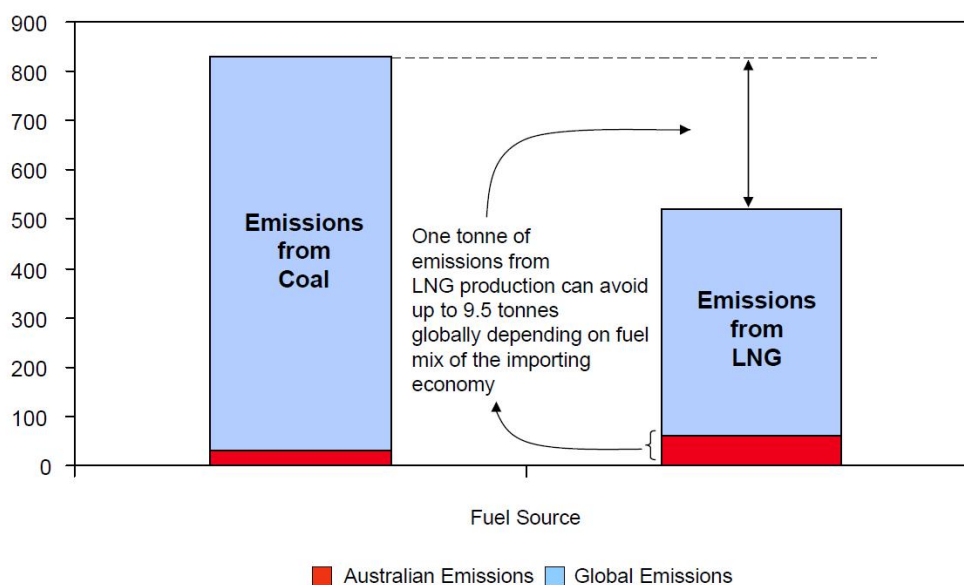 900
800
700
600
500
400
300
200
100
0
Emissions
from
Coal
One tonne of
emissions from
LNG production can avoid
up to 9.5 tonnes
globally depending on fuel
mix of the importing
economy
Emissions
from
LNG
Fuel Source
Australian Emissions
Global Emissions